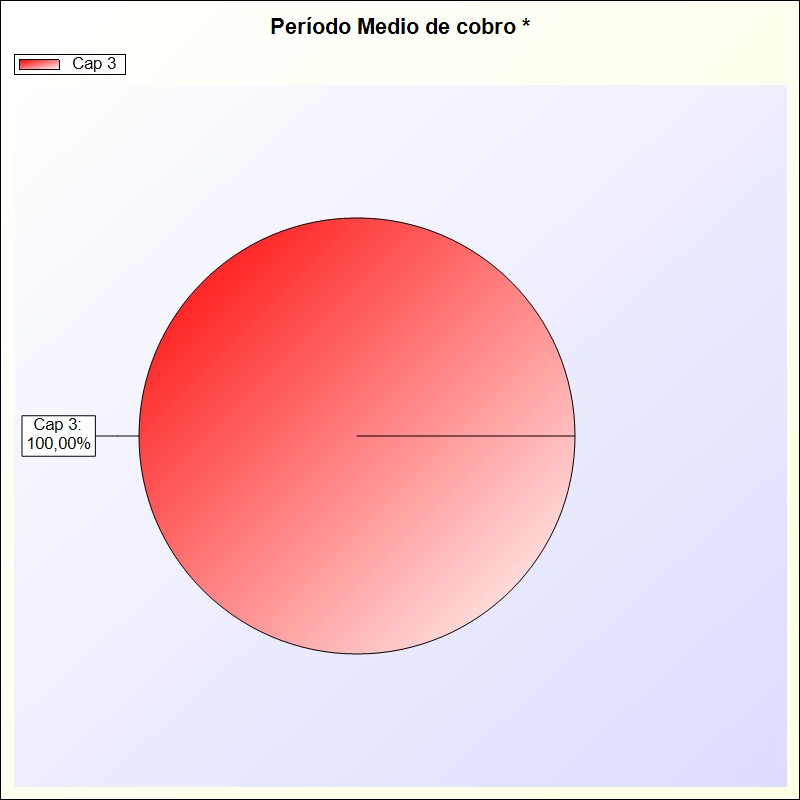 Período Medio de cobro *
Cap 3
Cap 3:
100,00%